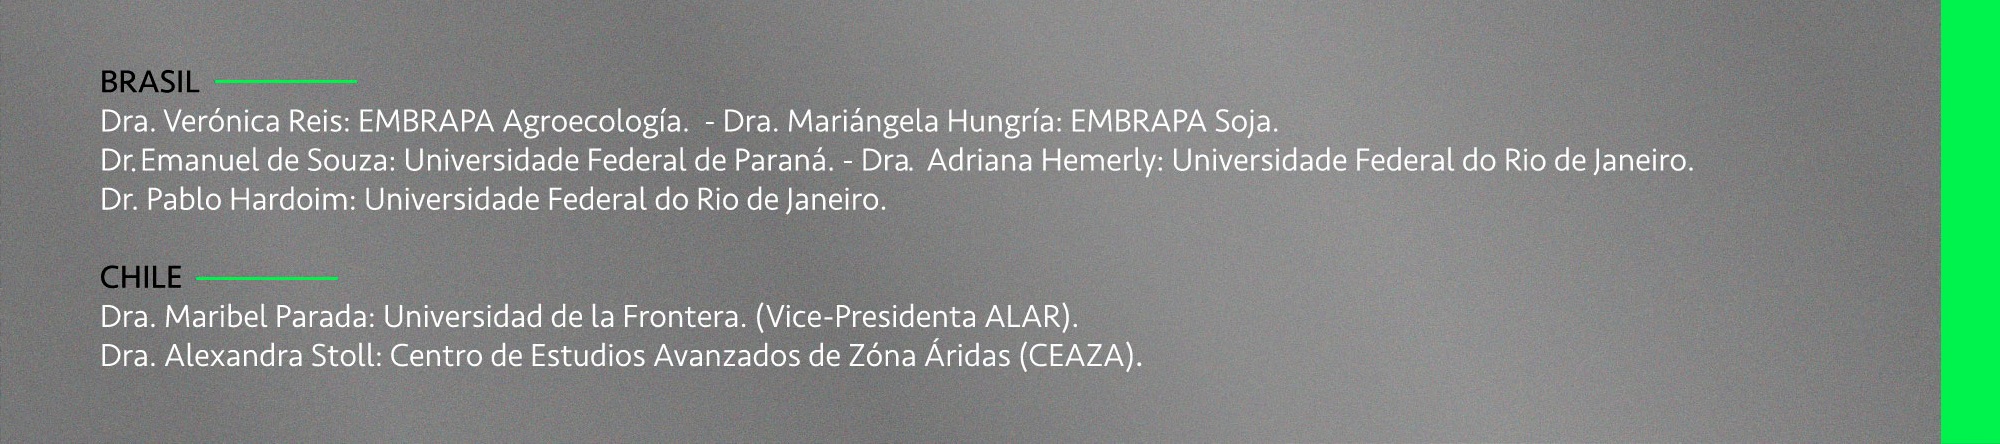 BRASIL
Dra. Verónica Reis: EMBRAPA Agroecología.  - Dra. Mariángela Hungría: EMBRAPA Soja.
Dr.Emanuel de Souza: Universidade Federal de Paraná. - Dra.  Adriana Hemerly: Universidade Federal do Rio de Janeiro.
Dr. Pablo Hardoim: Universidade Federal do Rio de Janeiro.
CHILE
Dra. Maribel Parada: Universidad de la Frontera. (Vice-Presidenta ALAR).
Dra. Alexandra Stoll: Centro de Estudios Avanzados de Zóna Áridas (CEAZA).